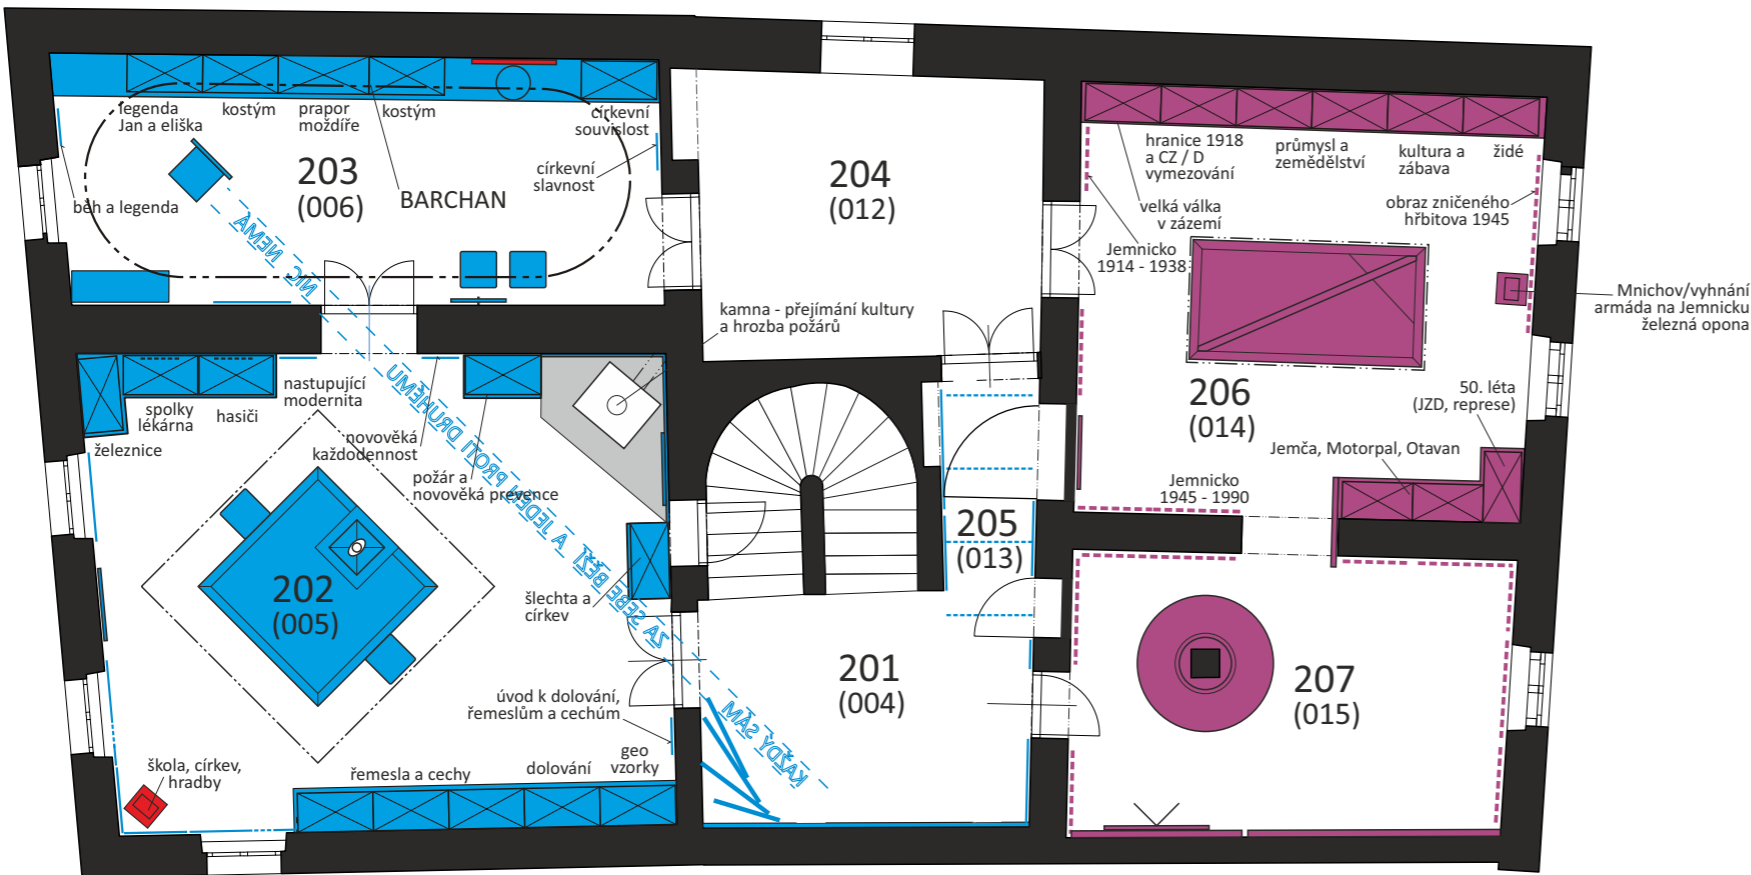 legenda
Jan a eliška
kostým
prapor
moždíře
kostým
církevní
souvislost
církevní
slavnost
203
(006)
BARCHAN
běh a legenda
204
(012)
kamna - přejímání kultury
a hrozba požárů
hranice 1918
a CZ / D
vymezování
průmysl a
zemědělství
kultura a
zábava
židé
velká válka
v zázemí
obraz zničeného
hřbitova 1945
Jemnicko
1914 - 1938
Mnichov/vyhnání
armáda na Jemnicku
železná opona
206
(014)
50. léta
(JZD, represe)
Jemča, Motorpal, Otavan
Jemnicko
1945 - 1990
spolky
lékárna
hasiči
železnice
nastupující
modernita
novověká
každodennost
požár a
novověká prevence
202
(005)
šlechta a
církev
úvod k dolování,
řemeslům a cechúm
geo
vzorky
dolování
řemesla a cechy
škola, církev,
hradby
KAŽDÝ SÁM ZA SEBE BĚŽÍ A JEDEN PROTI DRUHÉMU NIC NEMÁ
205
(013)
201
(004)
207
(015)